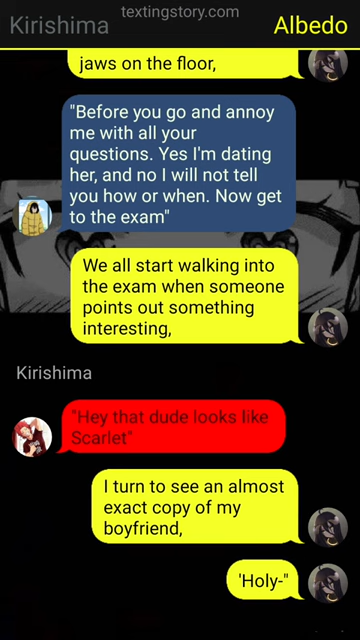 textingstory.com
Kirishima
Albedo
jaws on the floor,
"Before you go and annoy
me with all your
questions. Yes I'm dating
her, and no I will not tell
you how or when. Now get
to the exam"
We all start walking into
the exam when someone
points out something
interesting,
Kirishima
"Hey that dude looks like
Scarlet"
I turn to see an almost
exact copy of my
boyfriend,
'Holy-"